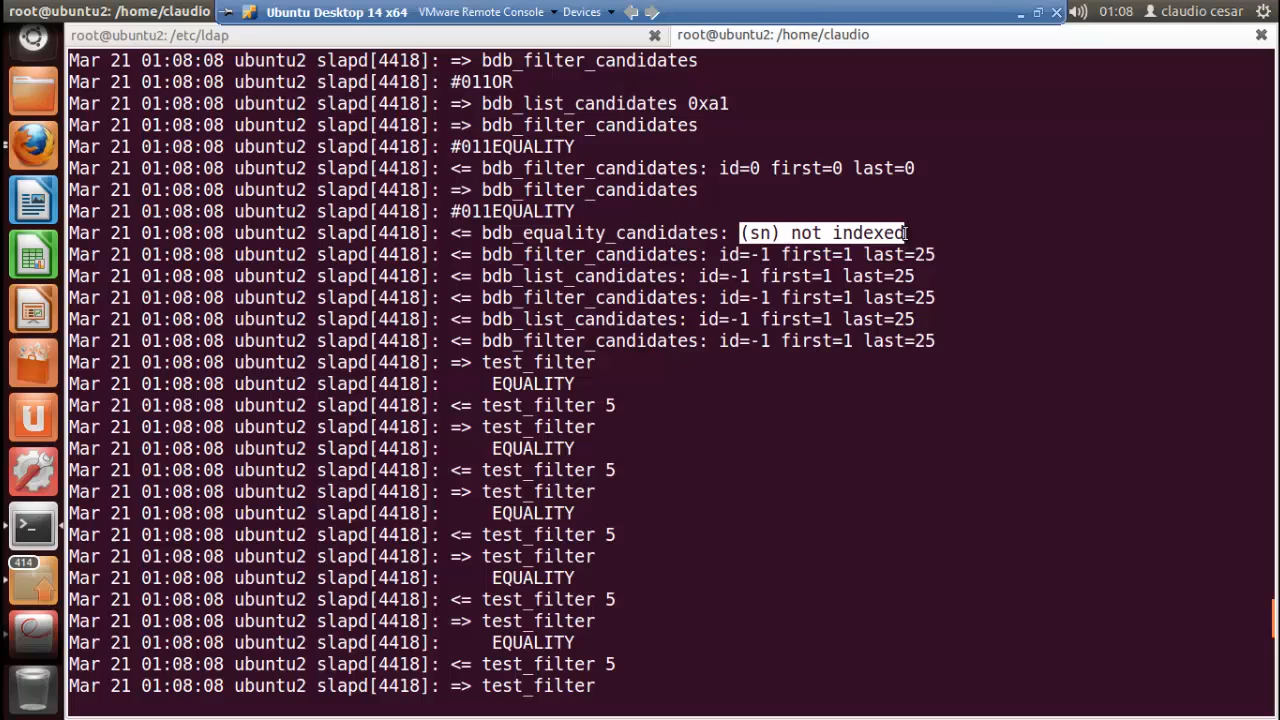 root@ubuntu2: /home/claudio
Ubuntu Desktop 14 x64
VMware Remote Console
Devices
01:08
claudio cesar
root@ubuntu2: /etc/ldap
root@ubuntu2: /home/claudio
Mar 21 01:08:08 ubuntu2 slapd[4418]: => bdb_filter_candidates
Mar 21 01:08:08 ubuntu2 slapd[4418]: #011OR
Mar 21 01:08:08 ubuntu2 slapd[4418]: => bdb_list_candidates 0xa1
Mar 21 01:08:08 ubuntu2 slapd[4418]: => bdb_filter_candidates
Mar 21 01:08:08 ubuntu2 slapd[4418]: #011EQUALITY
Mar 21 01:08:08 ubuntu2 slapd[4418]: <= bdb_filter_candidates: id=0 first=0 last=0
Mar 21 01:08:08 ubuntu2 slapd[4418]: => bdb_filter_candidates
Mar 21 01:08:08 ubuntu2 slapd[4418]: #011EQUALITY
Mar 21 01:08:08 ubuntu2 slapd[4418]: <= bdb_equality_candidates: (sn) not indexed
Mar 21 01:08:08 ubuntu2 slapd[4418]: <= bdb_filter_candidates: id=-1 first=1 last=25
Mar 21 01:08:08 ubuntu2 slapd[4418]: <= bdb_list_candidates: id=-1 first=1 last=25
Mar 21 01:08:08 ubuntu2 slapd[4418]: <= bdb_filter_candidates: id=-1 first=1 last=25
Mar 21 01:08:08 ubuntu2 slapd[4418]: <= bdb_list_candidates: id=-1 first=1 last=25
Mar 21 01:08:08 ubuntu2 slapd[4418]: <= bdb_filter_candidates: id=-1 first=1 last=25
Mar 21 01:08:08 ubuntu2 slapd[4418]: => test_filter
Mar 21 01:08:08 ubuntu2 slapd[4418]:     EQUALITY
Mar 21 01:08:08 ubuntu2 slapd[4418]: <= test_filter 5
Mar 21 01:08:08 ubuntu2 slapd[4418]: => test_filter
Mar 21 01:08:08 ubuntu2 slapd[4418]:     EQUALITY
Mar 21 01:08:08 ubuntu2 slapd[4418]: <= test_filter 5
Mar 21 01:08:08 ubuntu2 slapd[4418]: => test_filter
Mar 21 01:08:08 ubuntu2 slapd[4418]:     EQUALITY
Mar 21 01:08:08 ubuntu2 slapd[4418]: <= test_filter 5
Mar 21 01:08:08 ubuntu2 slapd[4418]: => test_filter
Mar 21 01:08:08 ubuntu2 slapd[4418]:     EQUALITY
Mar 21 01:08:08 ubuntu2 slapd[4418]: <= test_filter 5
Mar 21 01:08:08 ubuntu2 slapd[4418]: => test_filter
Mar 21 01:08:08 ubuntu2 slapd[4418]:     EQUALITY
Mar 21 01:08:08 ubuntu2 slapd[4418]: <= test_filter 5
Mar 21 01:08:08 ubuntu2 slapd[4418]: => test_filter
414